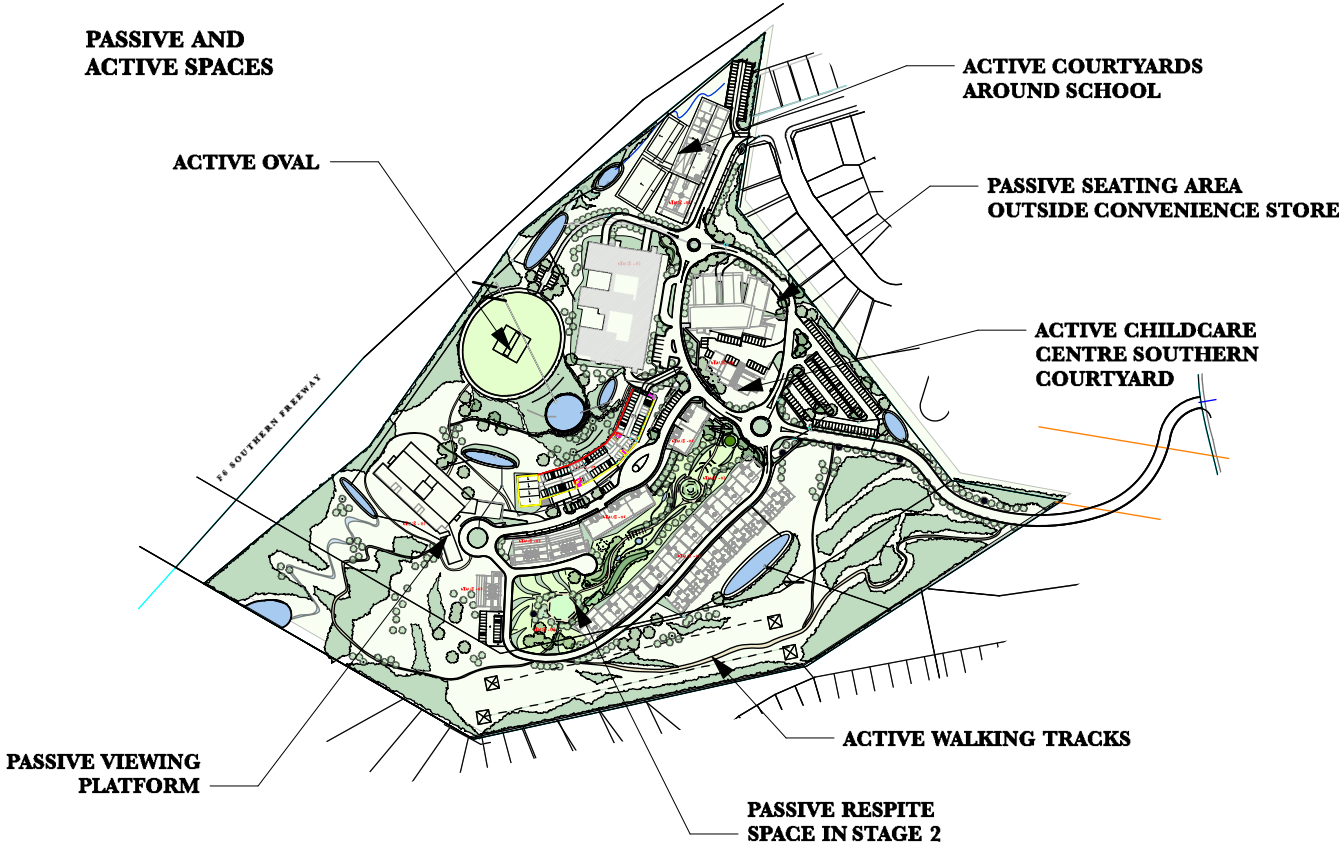 PASSIVE AND
ACTIVE SPACES
ACTIVE COURTYARDS
AROUND SCHOOL
ACTIVE OVAL
PASSIVE SEATING AREA
OUTSIDE CONVENIENCE STORE
ACTIVE CHILDCARE
CENTRE SOUTHERN
COURTYARD
F6 SOUTHERN FREEWAY
ACTIVE WALKING TRACKS
PASSIVE VIEWING
PLATFORM
PASSIVE RESPITE
SPACE IN STAGE 2